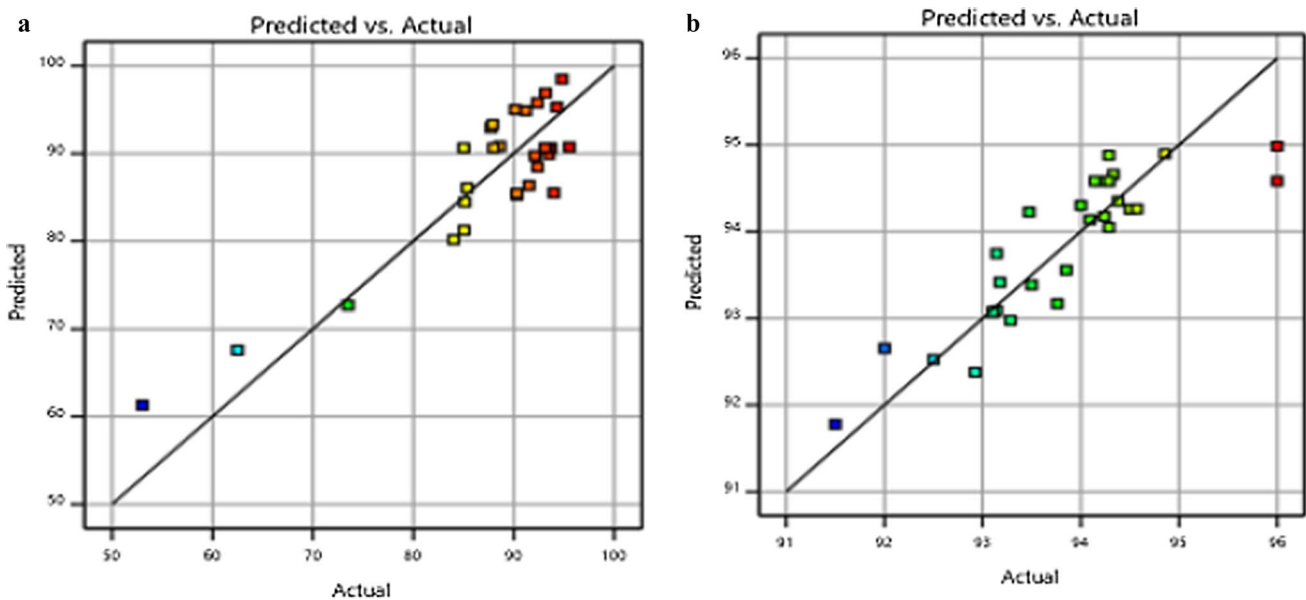 a
Predicted vs. Actual
100
90
80
70
60
50
Predicted
50 60 70 80 90 100
Actual
b
Predicted vs. Actual
96
95
94
93
92
91
Predicted
91 92 93 94 95 96
Actual